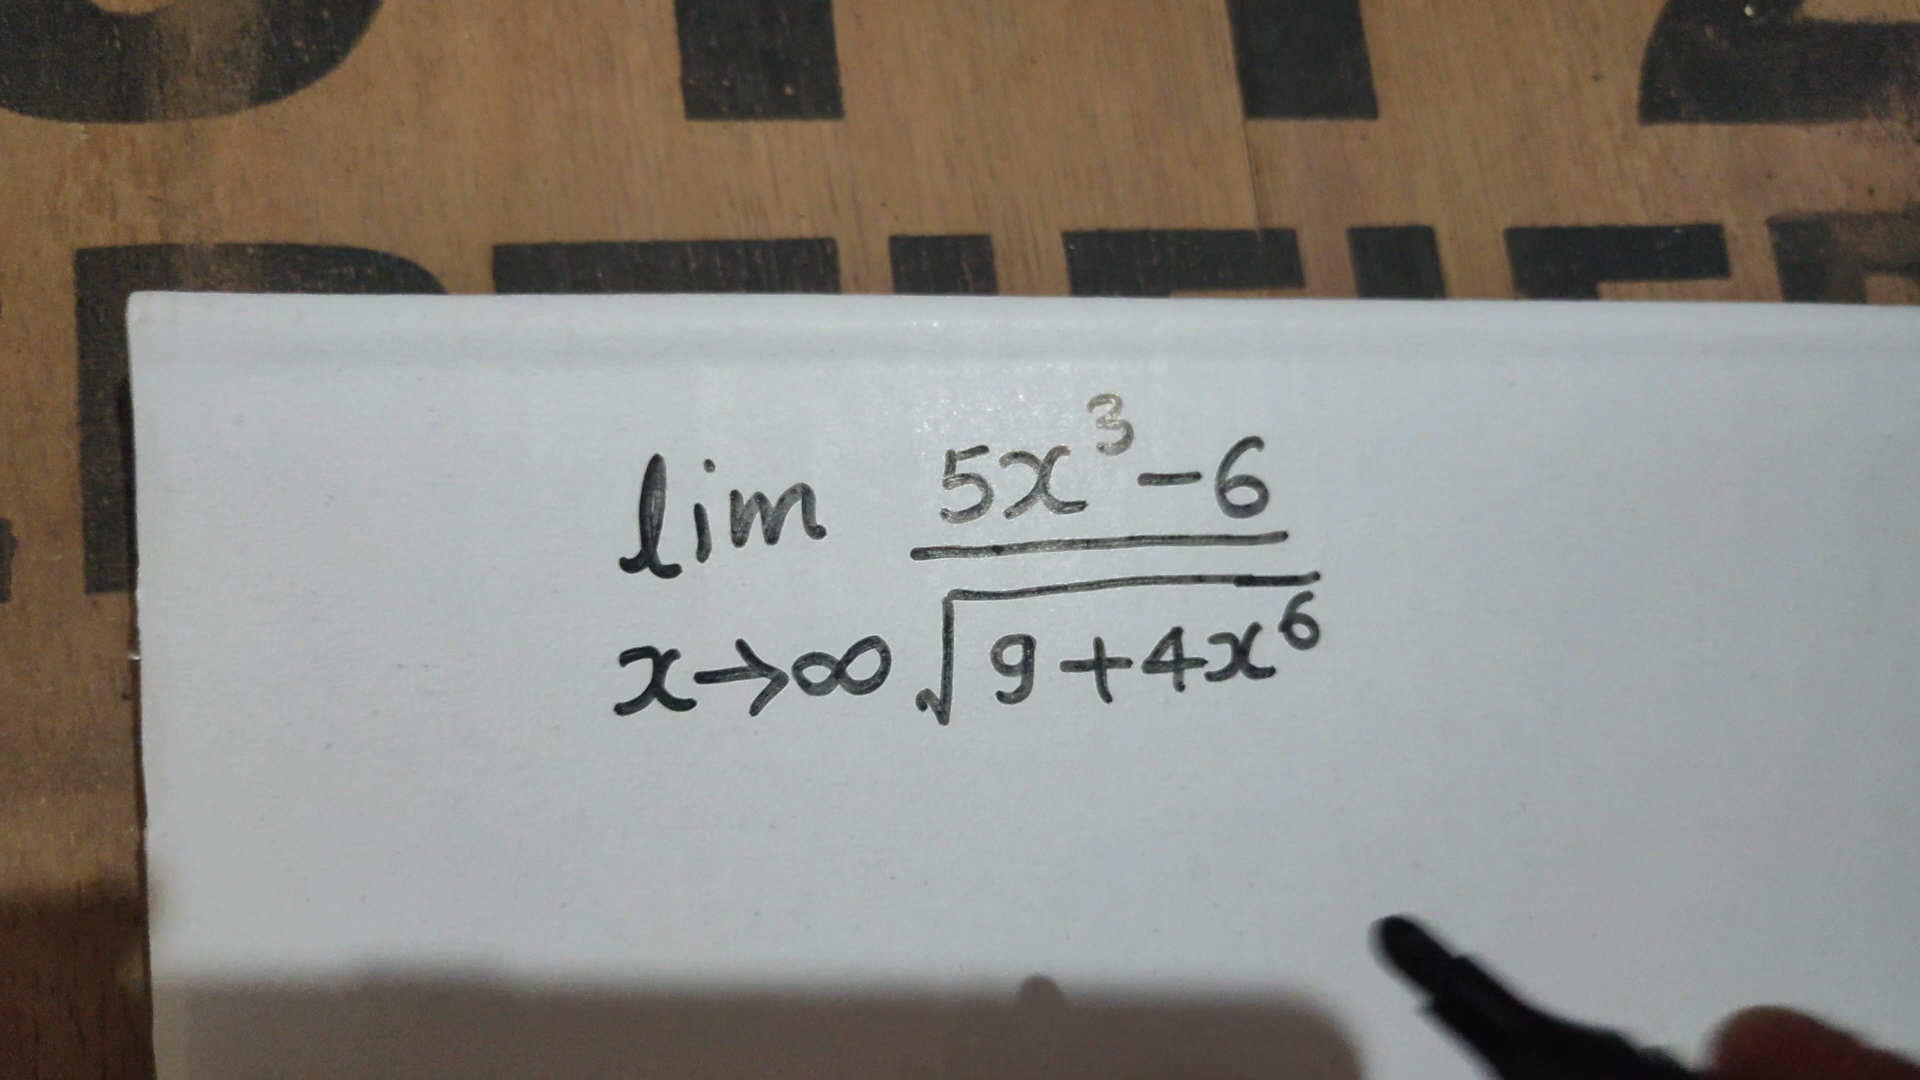 lim 5x³ - 6
x→∞ √9 + 4x⁶